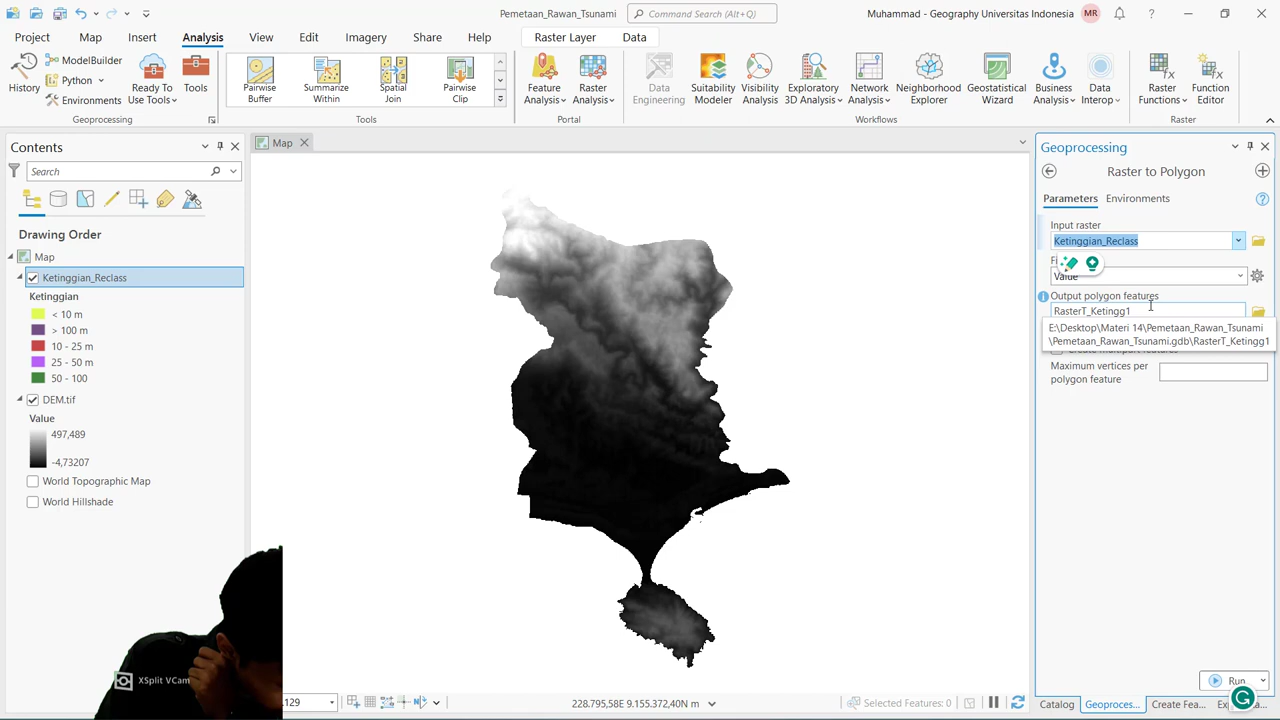 Pemetaan_Rawan_Tsunami
Command Search (Alt+Q)
Muhammad - Geography Universitas Indonesia
MR
?
Project
Map
Insert
Analysis
View
Edit
Imagery
Share
Help
Raster Layer
Data
History
ModelBuilder
Python
Environments
Ready To Use Tools
Tools
Geoprocessing
Pairwise Buffer
Summarize Within
Spatial Join
Pairwise Clip
Tools
Feature Analysis
Raster Analysis
Portal
Data Engineering
Suitability Modeler
Visibility Analysis
Exploratory 3D Analysis
Network Analysis
Neighborhood Explorer
Geostatistical Wizard
Business Analysis
Data Interop
Workflows
Raster Functions
Function Editor
Raster
Contents
Search
Drawing Order
Map
Ketinggian_Reclass
Ketinggian
< 10 m
> 100 m
10 - 25 m
25 - 50 m
50 - 100
DEM.tif
Value
497,489
-4,73207
World Topographic Map
World Hillshade
XSplit VCam
Map
.129
228.795,58E 9.155.372,40N m
Selected Features: 0
Geoprocessing
Raster to Polygon
Parameters
Environments
Input raster
Ketinggian_Reclass
Value
Output polygon features
RasterT_Ketingg1
E:\Desktop\Materi 14\Pemetaan_Rawan_Tsunami
\Pemetaan_Rawan_Tsunami.gdb\RasterT_Ketingg1
Create multipart features
Maximum vertices per
polygon feature
Run
Catalog
Geoproces...
Create Fea...